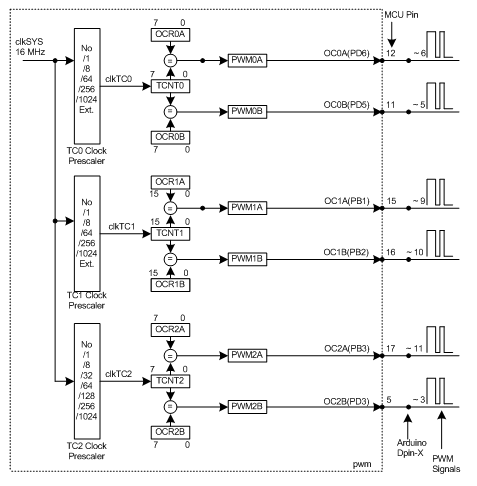 MCU Pin
clkSYS
16 MHz
No
/1
/8
/64
/256
/1024
Ext.
TC0 Clock
Prescaler
clkTC0
7 0
OCR0A
=
7 0
TCNT0
=
OCR0B
7 0
PWM0A
PWM0B
OC0A(PD6)
12
~ 6
OC0B(PD5)
11
~ 5
No
/1
/8
/64
/256
/1024
Ext.
TC1 Clock
Prescaler
clkTC1
OCR1A
15 0
=
15 0
TCNT1
=
15 0
OCR1B
PWM1A
PWM1B
OC1A(PB1)
15
~ 9
OC1B(PB2)
16
~ 10
No
/1
/8
/32
/64
/128
/256
/1024
TC2 Clock
Prescaler
clkTC2
7 0
OCR2A
=
7 0
TCNT2
=
OCR2B
7 0
PWM2A
PWM2B
OC2A(PB3)
17
~ 11
OC2B(PD3)
5
~ 3
Arduino
Dpin-X
PWM
Signals
pwm